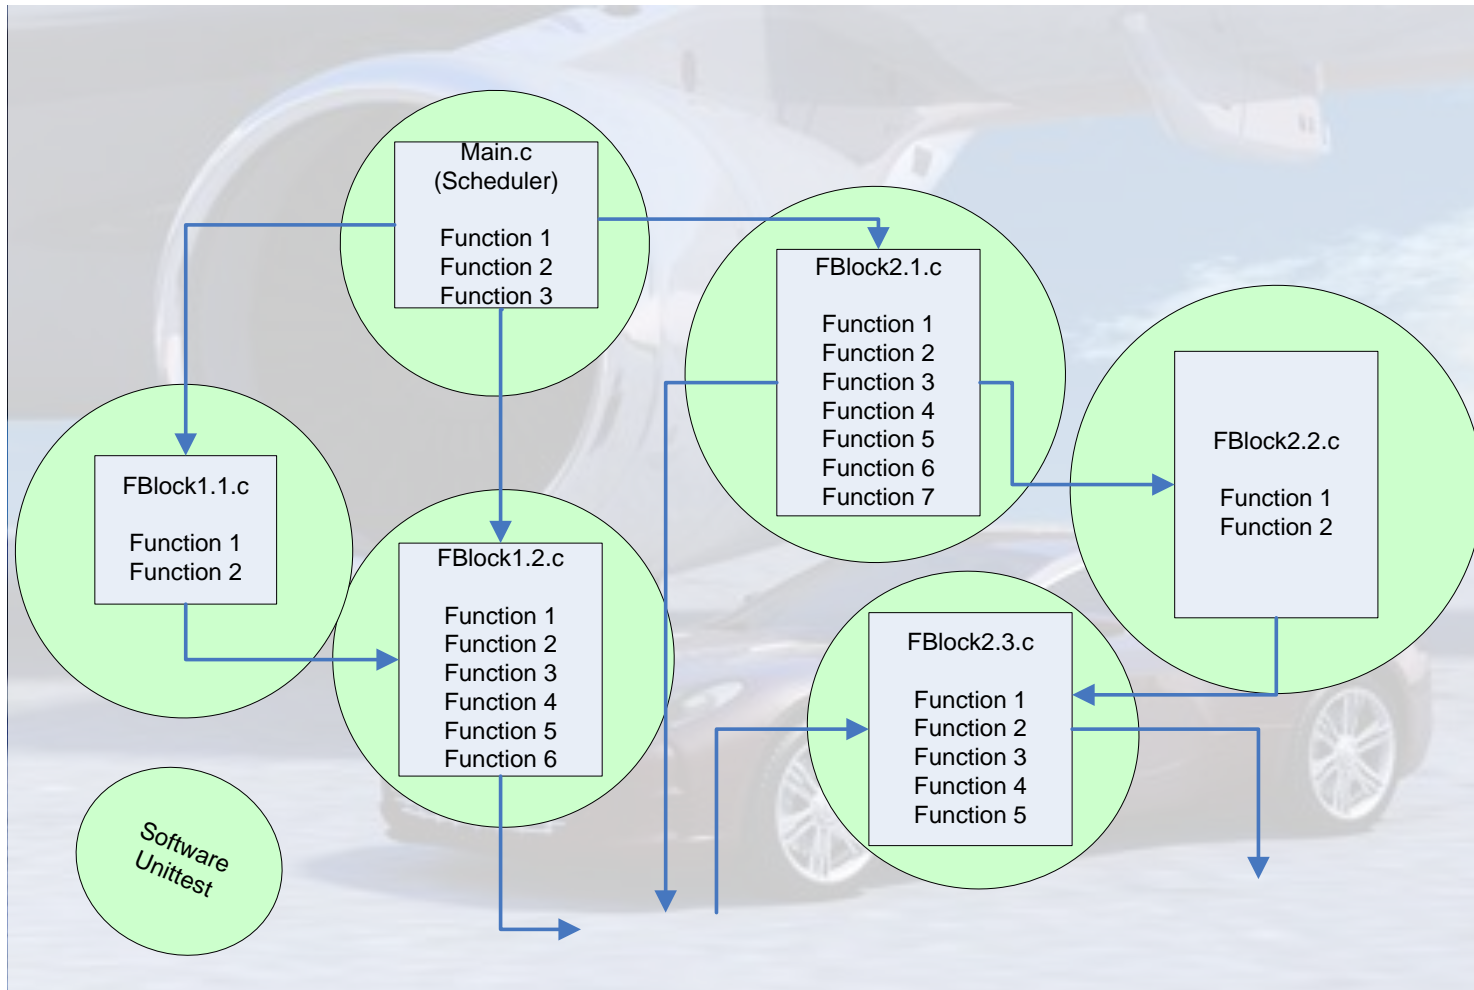 Main.c
(Scheduler)
Function 1
Function 2
Function 3
FBlock2.1.c
Function 1
Function 2
Function 3
Function 4
Function 5
Function 6
Function 7
FBlock2.2.c
Function 1
Function 2
FBlock1.1.c
Function 1
Function 2
FBlock1.2.c
Function 1
Function 2
Function 3
Function 4
Function 5
Function 6
FBlock2.3.c
Function 1
Function 2
Function 3
Function 4
Function 5
Software
Unittest